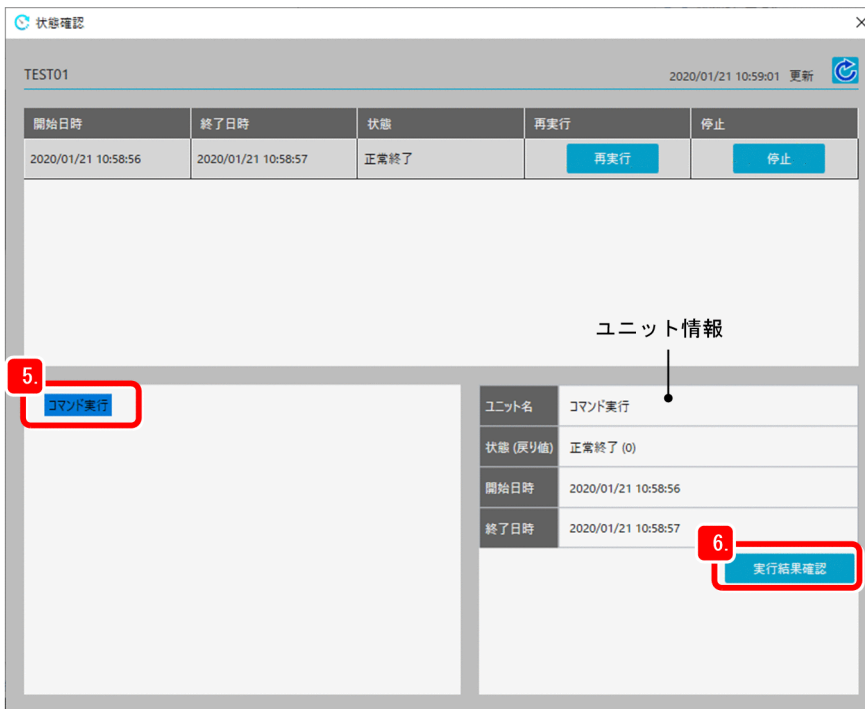 状態確認
TEST01
2020/01/21 10:59:01 更新
開始日時 終了日時 状態 再実行 停止
2020/01/21 10:58:56 2020/01/21 10:58:57 正常終了 再実行 停止
ユニット情報
5.
コマンド実行
ユニット名 コマンド実行
状態 (戻り値) 正常終了 (0)
開始日時 2020/01/21 10:58:56
終了日時 2020/01/21 10:58:57
6.
実行結果確認